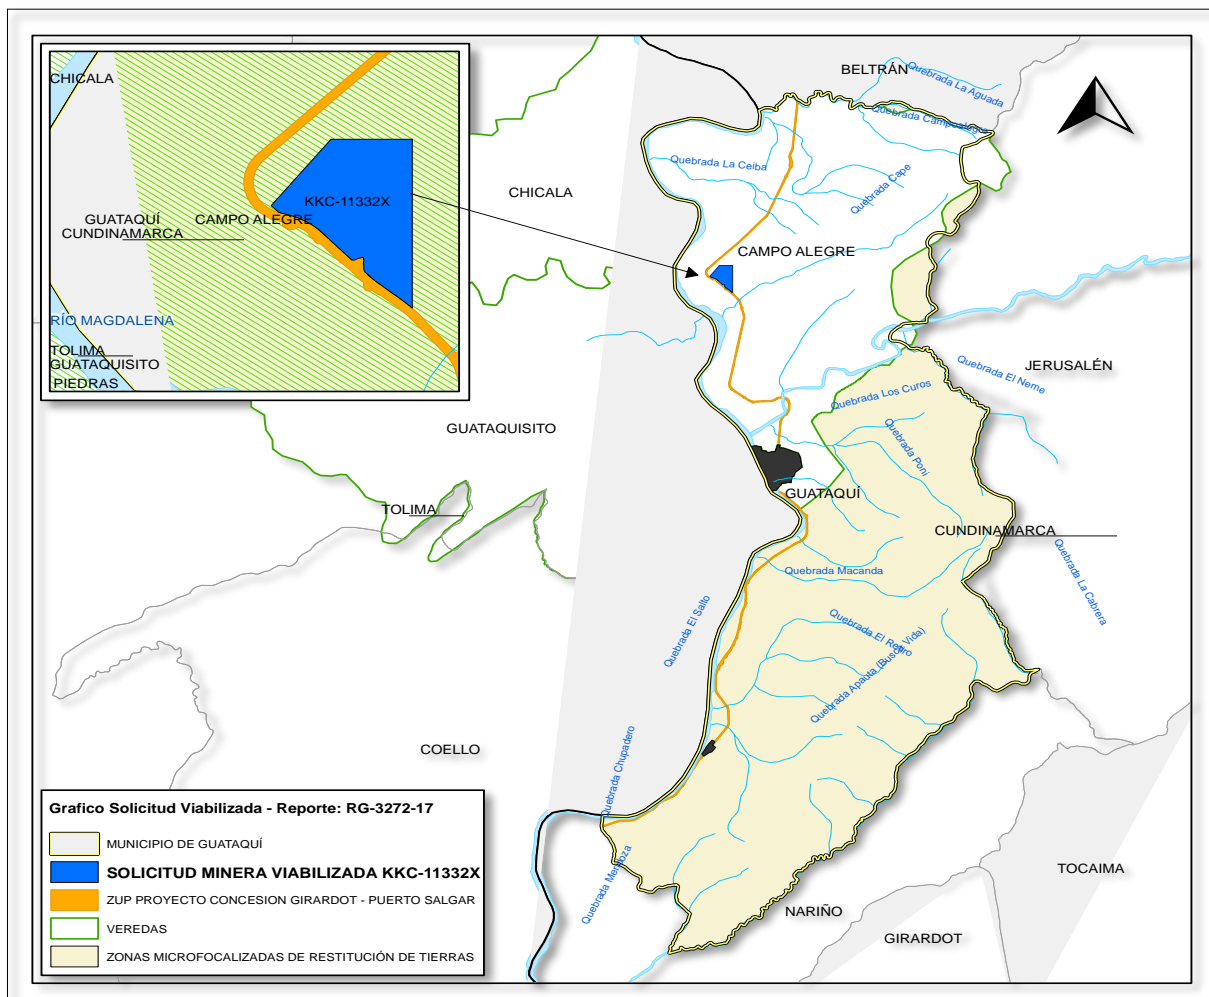 CHICALA
KKC-11332X
GUATAQUÍ
CUNDINAMARCA
CAMPO ALEGRE
RÍO MAGDALENA
TOLIMA
GUATAQUISITO
PIEDRAS
BELTRÁN
Quebrada La Aguada
Quebrada Campoalegre
Quebrada La Ceiba
Quebrada Cape
CHICALA
CAMPO ALEGRE
JERUSALÉN
Quebrada El Neme
Quebrada Los Curos
GUATAQUISITO
Quebrada Poni
GUATAQUÍ
TOLIMA
CUNDINAMARCA
Quebrada Macanda
Quebrada La Cabrera
Quebrada El Salto
Quebrada El Retiro
Quebrada Apauta (Busca Vida)
COELLO
Quebrada Chupadero
Quebrada Mendoza
TOCAIMA
NARIÑO
GIRARDOT
Grafico Solicitud Viabilizada - Reporte: RG-3272-17
MUNICIPIO DE GUATAQUÍ
SOLICITUD MINERA VIABILIZADA KKC-11332X
ZUP PROYECTO CONCESION GIRARDOT - PUERTO SALGAR
VEREDAS
ZONAS MICROFOCALIZADAS DE RESTITUCIÓN DE TIERRAS